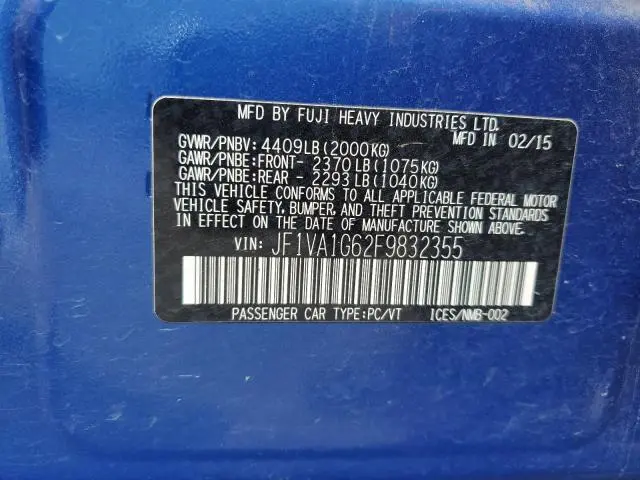 MFD BY FUJI HEAVY INDUSTRIES LTD.
MFD IN 02/15
GVWR/PNBV: 4409LB(2000KG)
GAWR/PNBE:FRONT- 2370LB(1075KG)
GAWR/PNBE:REAR - 2293LB(1040KG)
THIS VEHICLE CONFORMS TO ALL APPLICABLE FEDERAL MOTOR
VEHICLE SAFETY, BUMPER, AND THEFT PREVENTION STANDARDS
IN EFFECT ON THE DATE OF MANUFACTURE SHOWN ABOVE.
VIN: JF1VA1G62F9832355
PASSENGER CAR TYPE:PC/VT ICES/NMB-002